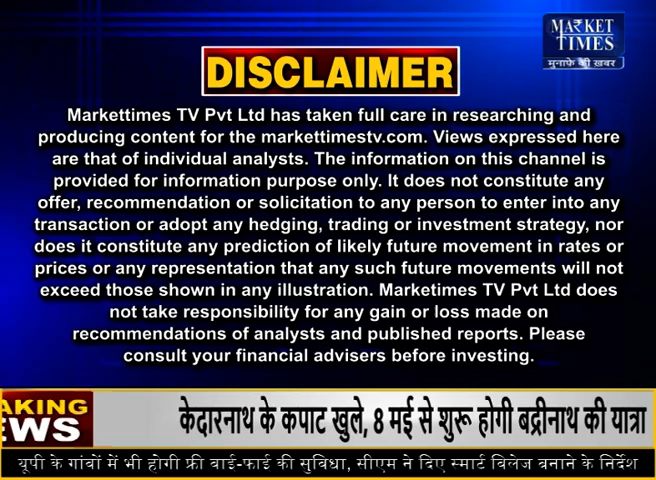 MARKET
TIMES
मुनाफे की ख़बर
DISCLAIMER
Markettimes TV Pvt Ltd has taken full care in researching and
producing content for the markettimestv.com. Views expressed here
are that of individual analysts. The information on this channel is
provided for information purpose only. It does not constitute any
offer, recommendation or solicitation to any person to enter into any
transaction or adopt any hedging, trading or investment strategy, nor
does it constitute any prediction of likely future movement in rates or
prices or any representation that any such future movements will not
exceed those shown in any illustration. Marketimes TV Pvt Ltd does
not take responsibility for any gain or loss made on
recommendations of analysts and published reports. Please
consult your financial advisers before investing.
AKING
EWS
केदारनाथ के कपाट खुले, 8 मई से शुरू होगी बद्रीनाथ की यात्रा
यूपी के गांवों में भी होगी फ्री वाई-फाई की सुविधा, सीएम ने दिए स्मार्ट विलेज बनाने के निर्देश